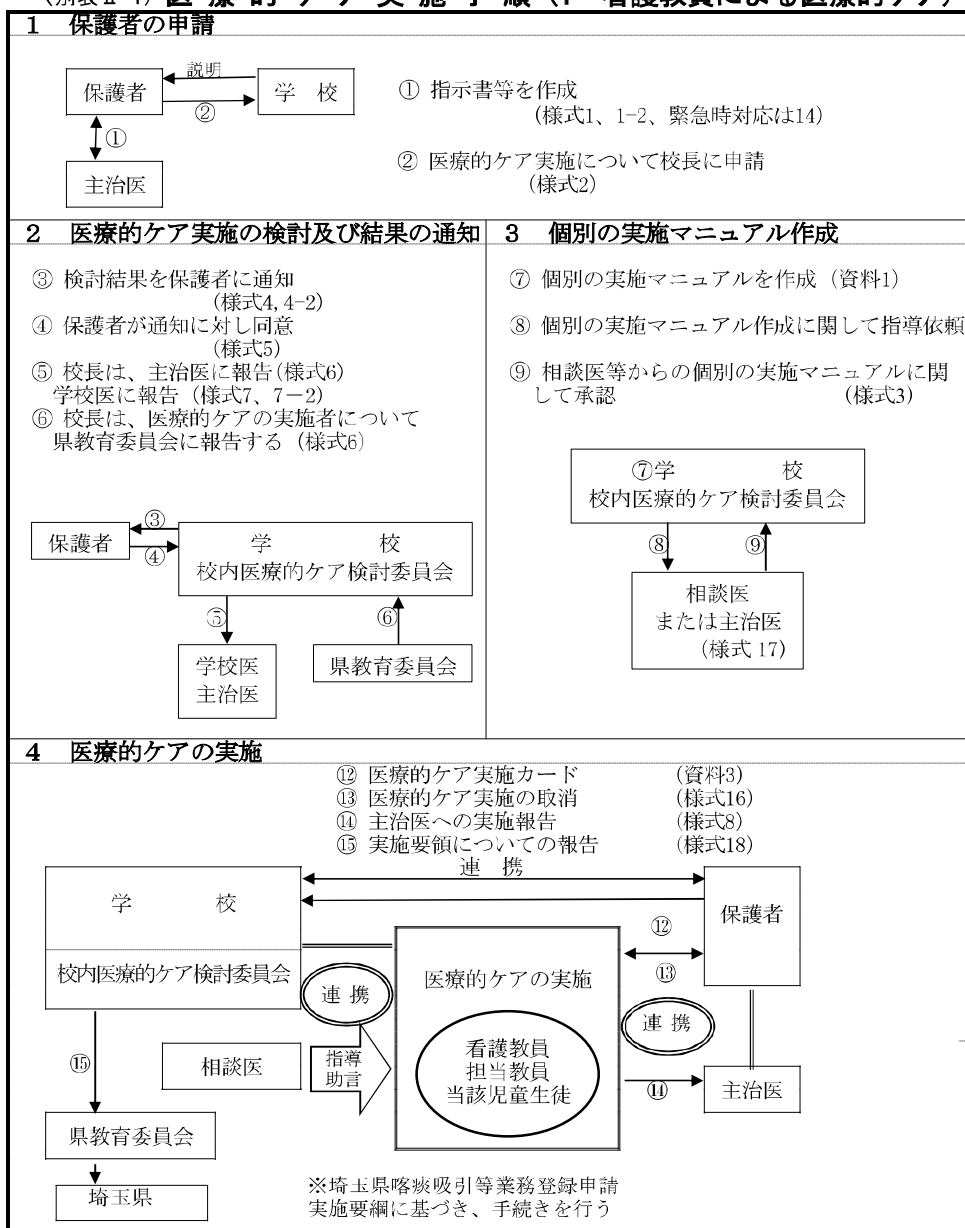 医 療 的 ケ ア 実 施 手 順
1 保護者の申請
説明
保護者
学 校
②
①
主治医
① 指示書等を作成
(様式1、1-2、緊急時対応は14)
② 医療的ケア実施について校長に申請
(様式2)
2 医療的ケア実施の検討及び結果の通知
③ 検討結果を保護者に通知
(様式4, 4-2)
④ 保護者が通知に対し同意
(様式5)
⑤ 校長は、主治医に報告(様式6)
学校医に報告（様式7、7－2）
⑥ 校長は、医療的ケアの実施者について
県教育委員会に報告する（様式6）
保護者
③
④
学 校
校内医療的ケア検討委員会
⑤
⑥
学校医
主治医
県教育委員会
3 個別の実施マニュアル作成
⑦ 個別の実施マニュアルを作成（資料1）
⑧ 個別の実施マニュアル作成に関して指導依頼
⑨ 相談医等からの個別の実施マニュアルに関
して承認 (様式3)
⑦学 校
校内医療的ケア検討委員会
⑧
⑨
相談医
または主治医
(様式 17)
4 医療的ケアの実施
⑫ 医療的ケア実施カード (資料3)
⑬ 医療的ケア実施の取消 (様式16)
⑭ 主治医への実施報告 (様式8)
⑮ 実施要領についての報告 (様式18)
連 携
学 校
校内医療的ケア検討委員会
保護者
⑫
⑬
医療的ケアの実施
連 携
連 携
看護教員
担当教員
当該児童生徒
⑮
相談医
指導
助言
⑭
主治医
県教育委員会
埼玉県
※埼玉県喀痰吸引等業務登録申請
実施要綱に基づき、手続きを行う